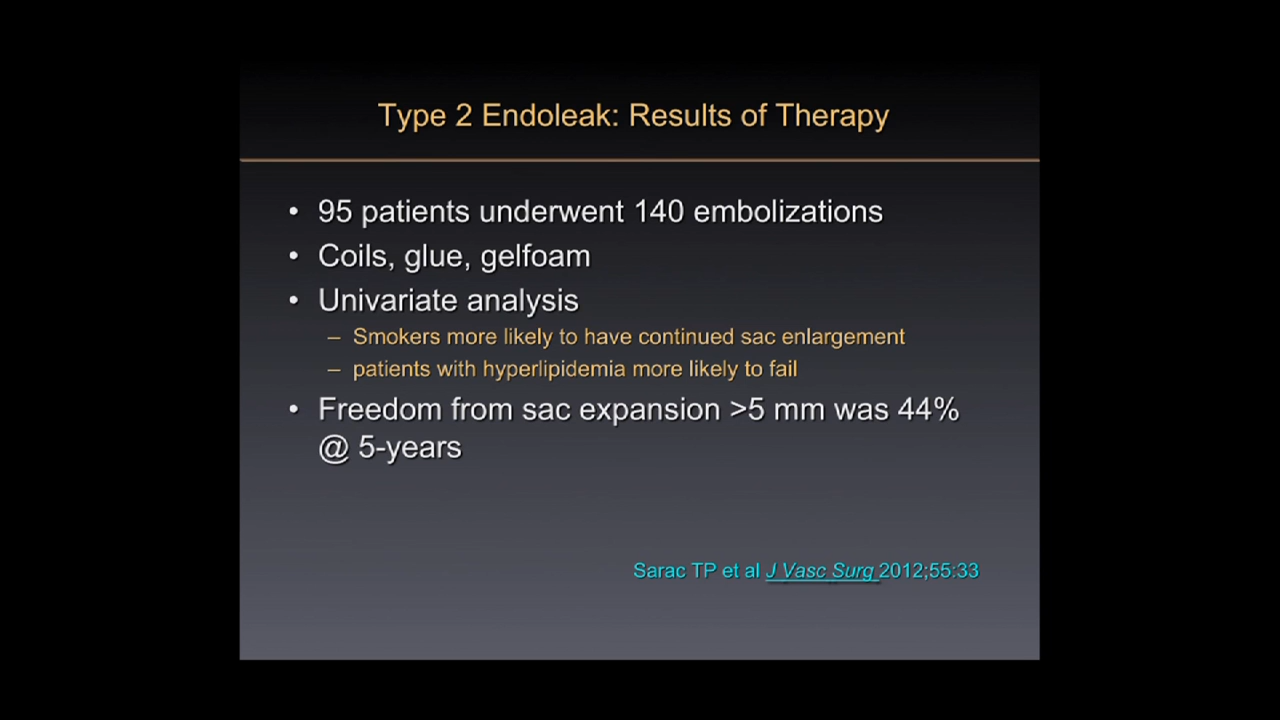 Type 2 Endoleak: Results of Therapy
• 95 patients underwent 140 embolizations
• Coils, glue, gelfoam
• Univariate analysis
– Smokers more likely to have continued sac enlargement
– patients with hyperlipidemia more likely to fail
• Freedom from sac expansion >5 mm was 44%
@ 5-years
Sarac TP et al J Vasc Surg 2012;55:33